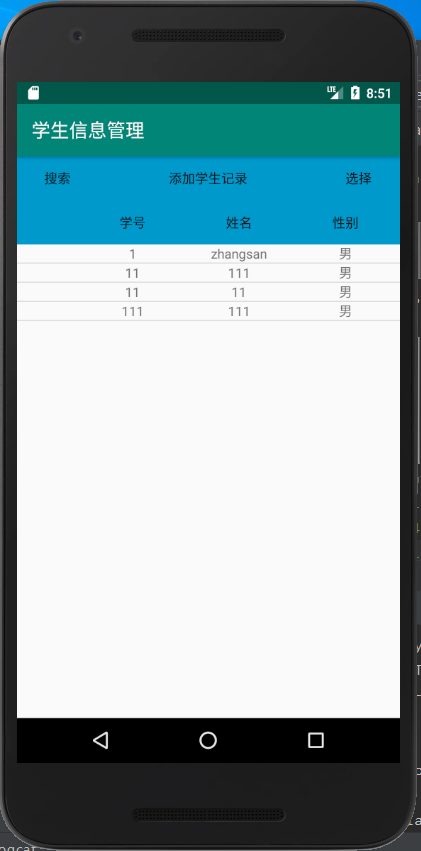 LTE 8:51
学生信息管理
搜索 添加学生记录 选择
学号 姓名 性别
1 zhangsan 男
11 111 男
11 11 男
111 111 男